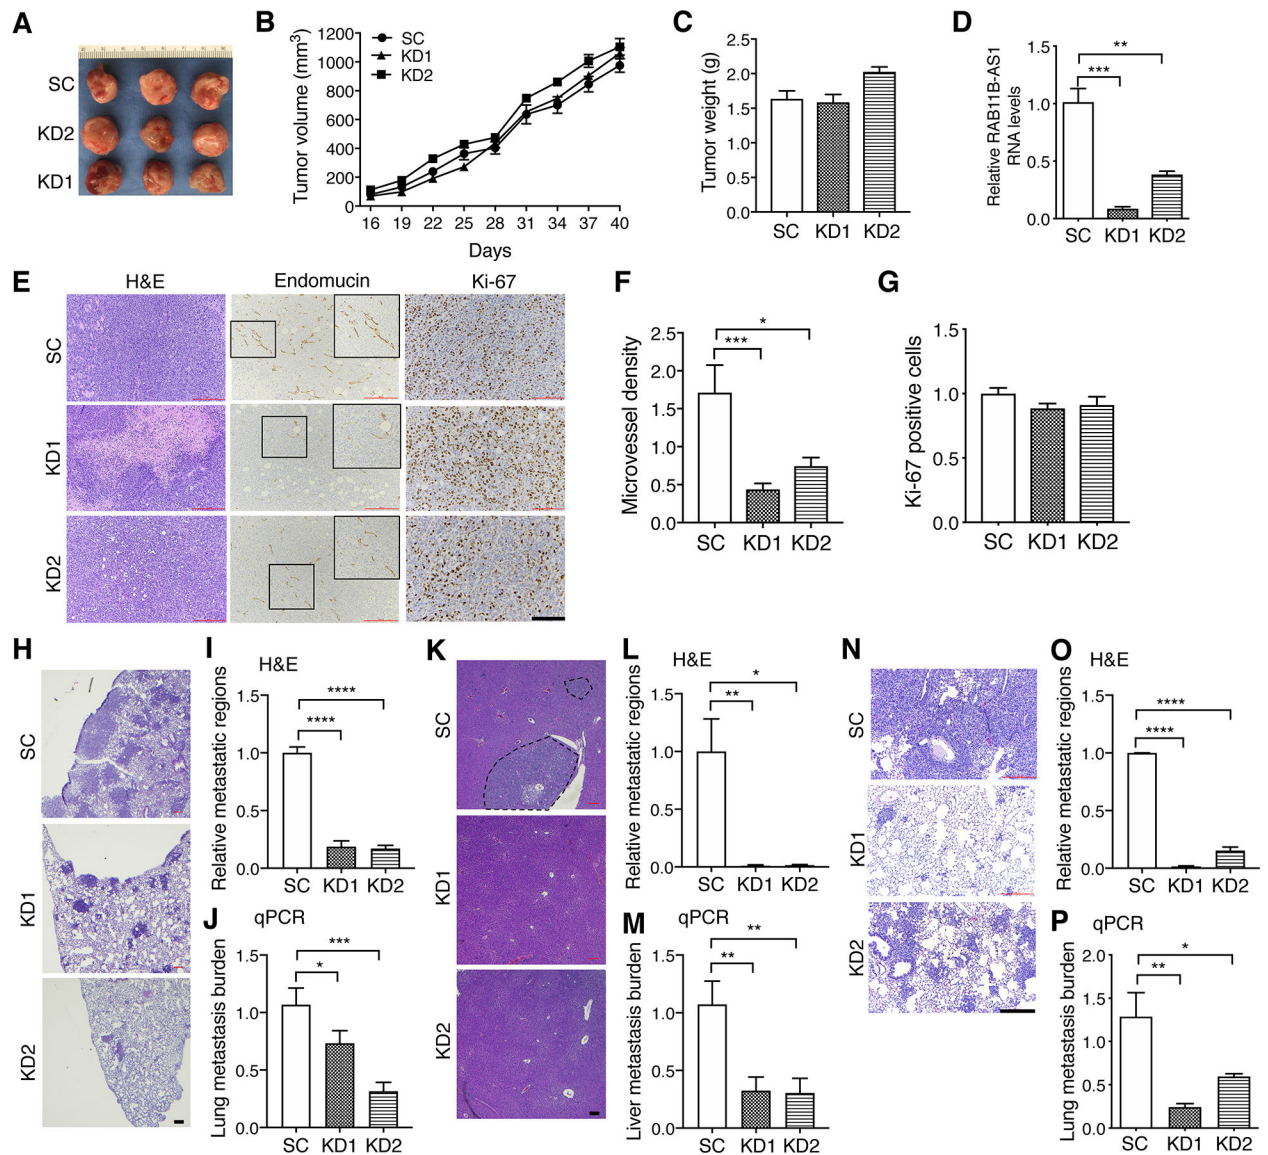 A
SC
KD2
KD1
B
Tumor volume (mm³)
1200
1000
800
600
400
200
0
SC
KD1
KD2
16 19 22 25 28 31 34 37 40
Days
C
Tumor weight (g)
2.5
2.0
1.5
1.0
0.5
0.0
SC KD1 KD2
D
Relative RAB11B-AS1
RNA levels
1.5
1.0
0.5
0.0
**
***
SC KD1 KD2
E
H&E Endomucin Ki-67
SC
KD1
KD2
F
Microvessel density
2.5
2.0
1.5
1.0
0.5
0.0
*
***
SC KD1 KD2
G
Ki-67 positive cells
1.5
1.0
0.5
0.0
SC KD1 KD2
H
SC
KD1
KD2
I
H&E
Relative metastatic regions
1.5
1.0
0.5
0.0
****
****
SC KD1 KD2
J
qPCR
Lung metastasis burden
1.5
1.0
0.5
0.0
***
*
SC KD1 KD2
K
SC
KD1
KD2
L
H&E
Relative metastatic regions
1.5
1.0
0.5
0.0
*
**
SC KD1 KD2
M
qPCR
Liver metastasis burden
1.5
1.0
0.5
0.0
**
**
SC KD1 KD2
N
SC
KD1
KD2
O
H&E
Relative metastatic regions
1.5
1.0
0.5
0.0
****
****
SC KD1 KD2
P
qPCR
Lung metastasis burden
2.0
1.5
1.0
0.5
0.0
*
**
SC KD1 KD2